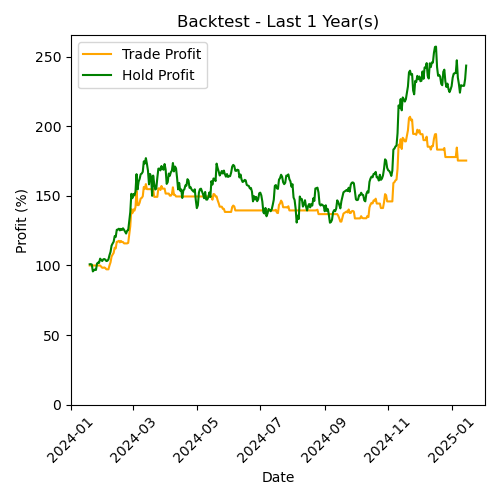 Backtest - Last 1 Year(s)
Trade Profit
Hold Profit
Profit (%)
250
200
150
100
50
0
2024-01
2024-03
2024-05
2024-07
2024-09
2024-11
2025-01
Date